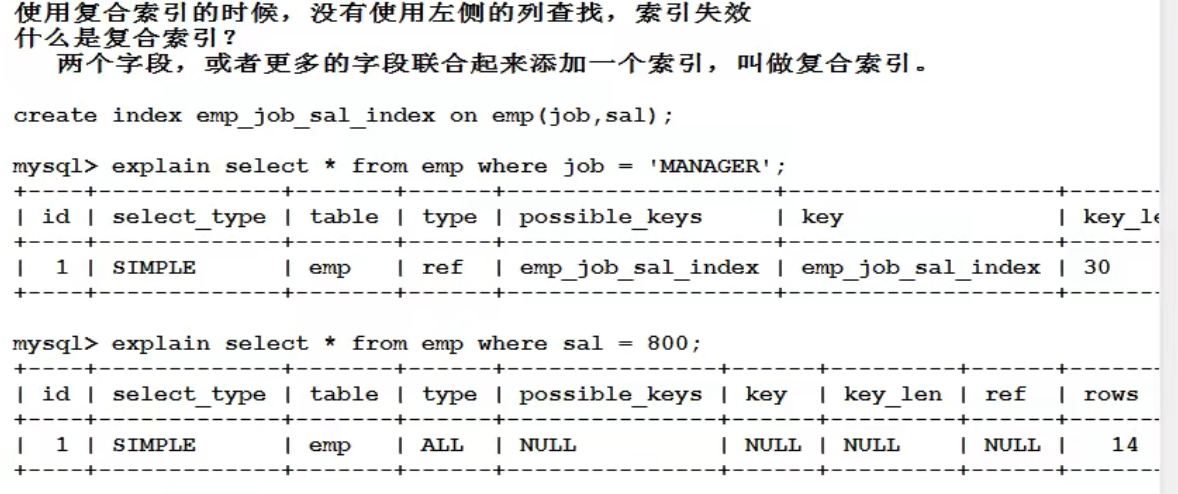 使用复合索引的时候，没有使用左侧的列查找，索引失效
什么是复合索引？
两个字段，或者更多的字段联合起来添加一个索引，叫做复合索引。
create index emp_job_sal_index on emp(job,sal);
mysql> explain select * from emp where job = 'MANAGER';
+----+-------------+-------+------+-------------------+-------------------+------
| id | select_type | table | type | possible_keys     | key               | key_le
+----+-------------+-------+------+-------------------+-------------------+------
|  1 | SIMPLE      | emp   | ref  | emp_job_sal_index | emp_job_sal_index | 30
+----+-------------+-------+------+-------------------+-------------------+------
mysql> explain select * from emp where sal = 800;
+----+-------------+-------+------+---------------+------+---------+------+------
| id | select_type | table | type | possible_keys | key  | key_len | ref  | rows
+----+-------------+-------+------+---------------+------+---------+------+------
|  1 | SIMPLE      | emp   | ALL  | NULL          | NULL | NULL    | NULL |   14
+----+-------------+-------+------+---------------+------+---------+------+------